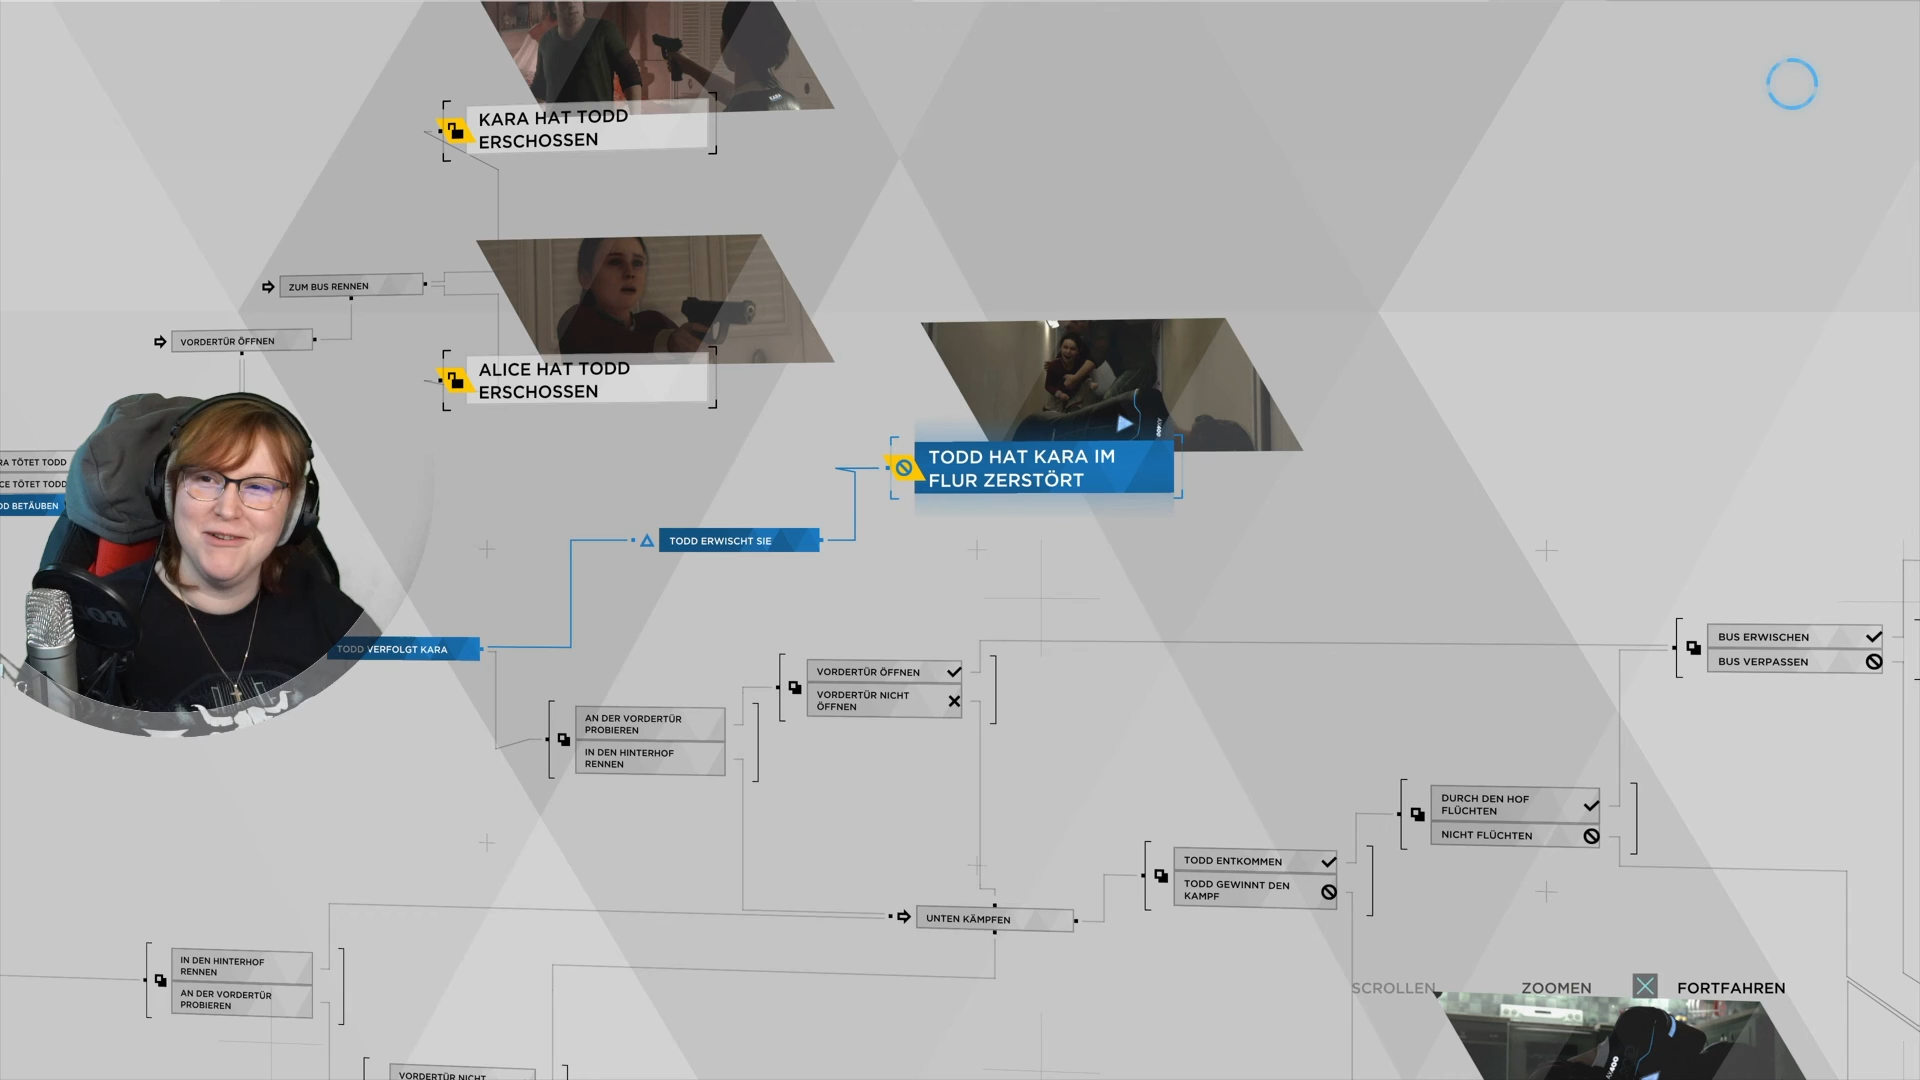 KARA HAT TODD
ERSCHOSSEN
ZUM BUS RENNEN
VORDERTÜR ÖFFNEN
ALICE HAT TODD
ERSCHOSSEN
RA TÖTET TODD
CE TÖTET TODD
DD BETÄUBEN
TODD HAT KARA IM
FLUR ZERSTÖRT
TODD ERWISCHT SIE
TODD VERFOLGT KARA
BUS ERWISCHEN
BUS VERPASSEN
VORDERTÜR ÖFFNEN
VORDERTÜR NICHT
ÖFFNEN
AN DER VORDERTÜR
PROBIEREN
IN DEN HINTERHOF
RENNEN
DURCH DEN HOF
FLÜCHTEN
NICHT FLÜCHTEN
TODD ENTKOMMEN
TODD GEWINNT DEN
KAMPF
UNTEN KÄMPFEN
IN DEN HINTERHOF
RENNEN
AN DER VORDERTÜR
PROBIEREN
SCROLLEN
ZOOMEN
FORTFAHREN
VORDERTÜR NICHT